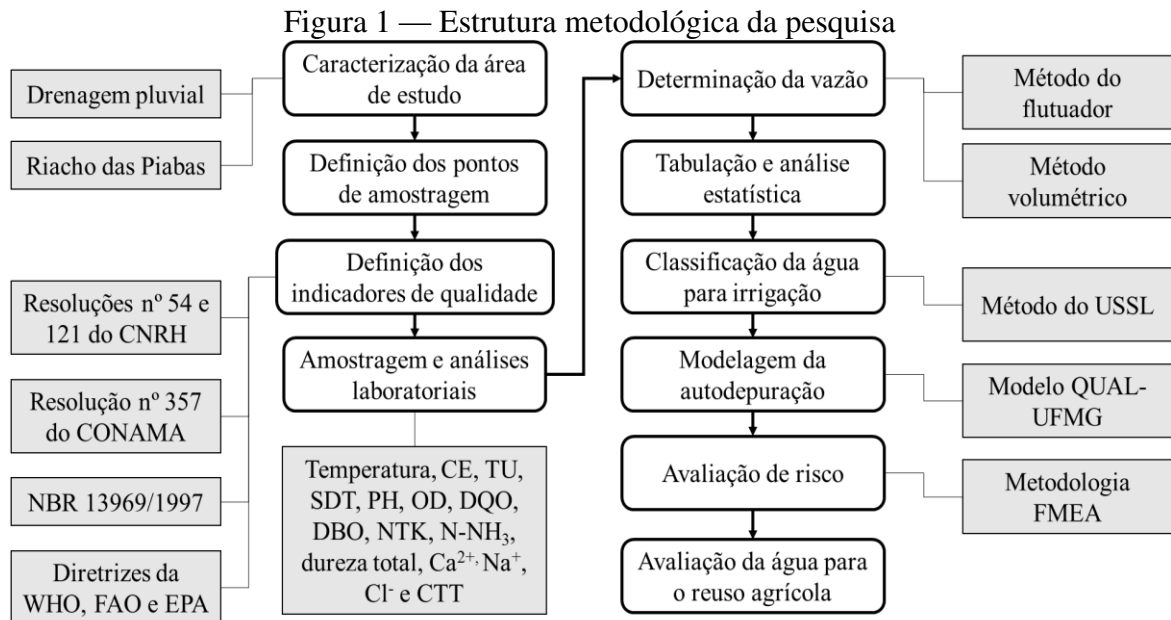 Figura 1 — Estrutura metodológica da pesquisa
Drenagem pluvial
Riacho das Piabas
Caracterização da área
de estudo
Definição dos pontos
de amostragem
Definição dos
indicadores de qualidade
Resoluções nº 54 e
121 do CNRH
Resolução nº 357
do CONAMA
NBR 13969/1997
Diretrizes da
WHO, FAO e EPA
Amostragem e análises
laboratoriais
Temperatura, CE, TU,
SDT, PH, OD, DQO,
DBO, NTK, N-NH₃,
dureza total, Ca²⁺, Na⁺,
Cl⁻ e CTT
Determinação da vazão
Método do
flutuador
Método
volumétrico
Tabulação e análise
estatística
Classificação da água
para irrigação
Método do USSL
Modelagem da
autodepuração
Modelo QUAL-
UFMG
Avaliação de risco
Metodologia
FMEA
Avaliação da água para
o reuso agrícola